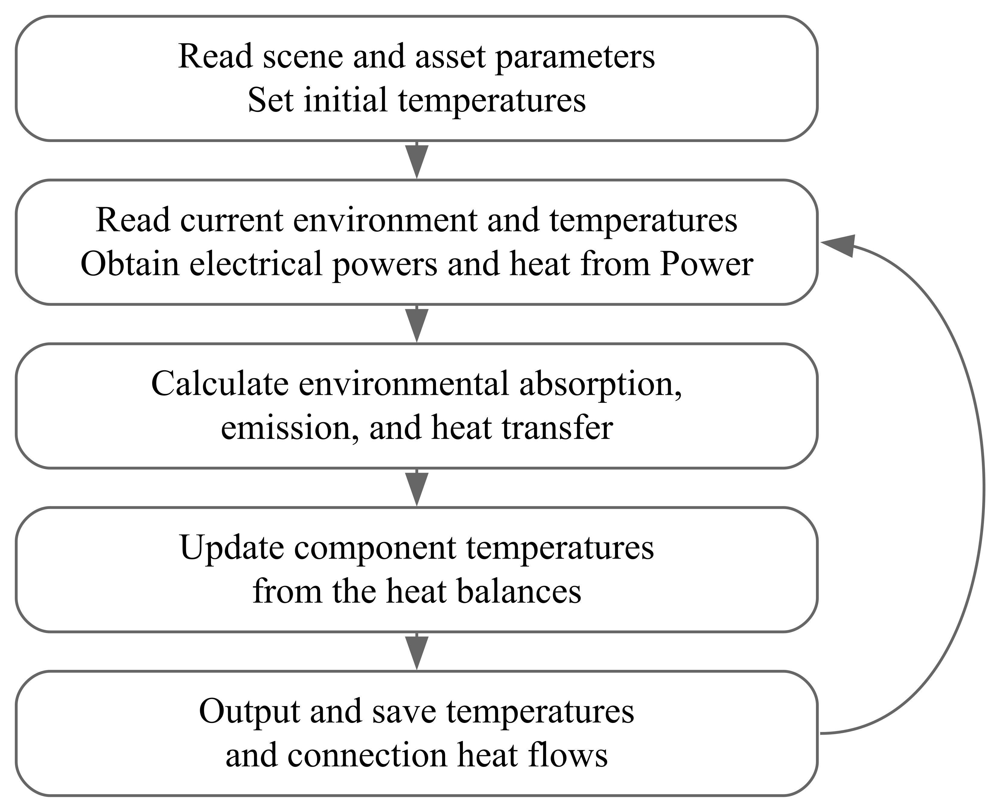 Read scene and asset parameters
Set initial temperatures
Read current environment and temperatures
Obtain electrical powers and heat from Power
Calculate environmental absorption,
emission, and heat transfer
Update component temperatures
from the heat balances
Output and save temperatures
and connection heat flows